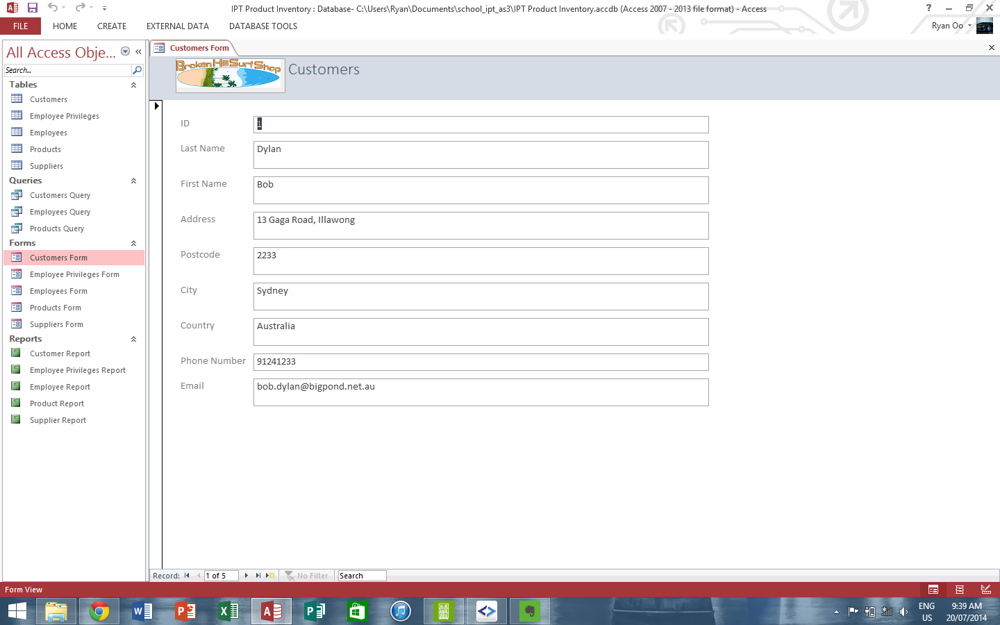 IPT Product Inventory : Database- C:\Users\Ryan\Documents\school_ipt_as3\IPT Product Inventory.accdb (Access 2007 - 2013 file format) - Access
FILE HOME CREATE EXTERNAL DATA DATABASE TOOLS
Ryan Oo
All Access Obje...
Search...
Tables
Customers
Employee Privileges
Employees
Products
Suppliers
Queries
Customers Query
Employees Query
Products Query
Forms
Customers Form
Employee Privileges Form
Employees Form
Products Form
Suppliers Form
Reports
Customer Report
Employee Privileges Report
Employee Report
Product Report
Supplier Report
Customers Form
Broken Hill Surf Shop
Customers
ID 1
Last Name Dylan
First Name Bob
Address 13 Gaga Road, Illawong
Postcode 2233
City Sydney
Country Australia
Phone Number 91241233
Email bob.dylan@bigpond.net.au
Record: 1 of 5 No Filter Search
Form View
ENG
US
9:39 AM
20/07/2014